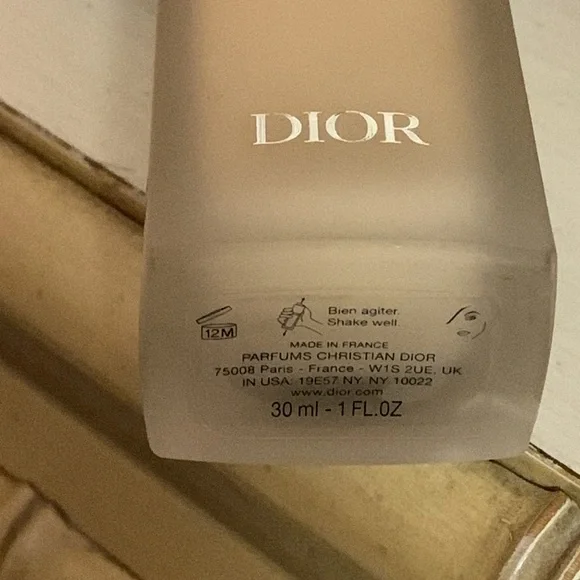 DIOR
Bien agiter.
Shake well.
12M
MADE IN FRANCE
PARFUMS CHRISTIAN DIOR
75008 Paris - France - W1S 2UE, UK
IN USA: 19E57 NY, NY 10022
www.dior.com
30 ml - 1 FL.OZ